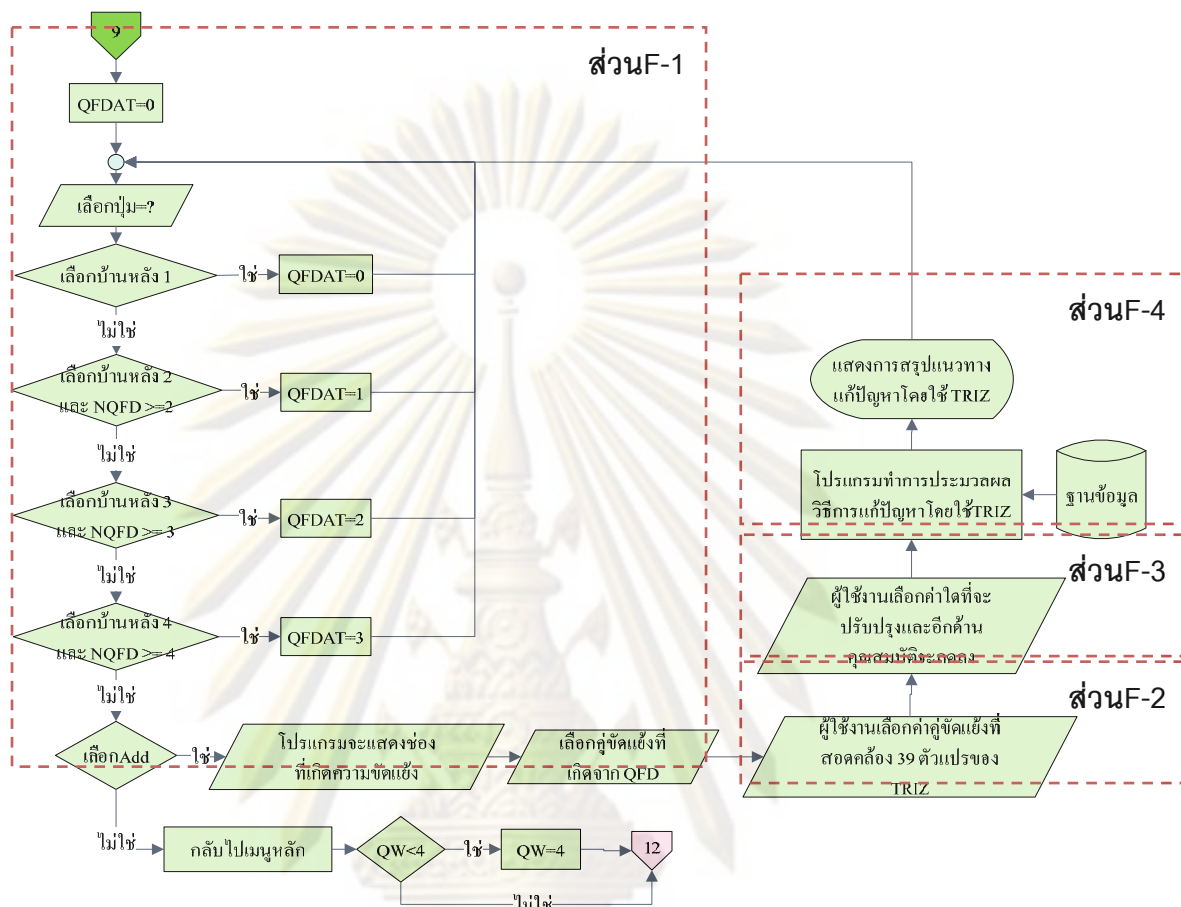 9
ส่วนF-1
QFDAT=0
เลือกปุ่ม=?
เลือกบ้านหลัง 1
ใช่
QFDAT=0
ไม่ใช่
เลือกบ้านหลัง 2
และ NQFD >=2
ใช่
QFDAT=1
ไม่ใช่
เลือกบ้านหลัง 3
และ NQFD >= 3
ใช่
QFDAT=2
ไม่ใช่
เลือกบ้านหลัง 4
และ NQFD >= 4
ใช่
QFDAT=3
ไม่ใช่
เลือกAdd
ใช่
โปรแกรมจะแสดงช่อง
ที่เกิดความขัดแย้ง
เลือกคู่ขัดแย้งที่
เกิดจาก QFD
ไม่ใช่
กลับไปเมนูหลัก
QW<4
ใช่
QW=4
12
ไม่ใช่
ส่วนF-4
แสดงการสรุปแนวทาง
แก้ปัญหาโดยใช้ TRIZ
โปรแกรมทำการประมวลผล
วิธีการแก้ปัญหาโดยใช้TRIZ
ฐานข้อมูล
ส่วนF-3
ผู้ใช้งานเลือกค่าใดที่จะ
ปรับปรุงและอีกด้าน
คุณสมบัติจะลดลง
ส่วนF-2
ผู้ใช้งานเลือกค่าคู่ขัดแย้งที่
สอดคล้อง 39 ตัวแปรของ
TRIZ